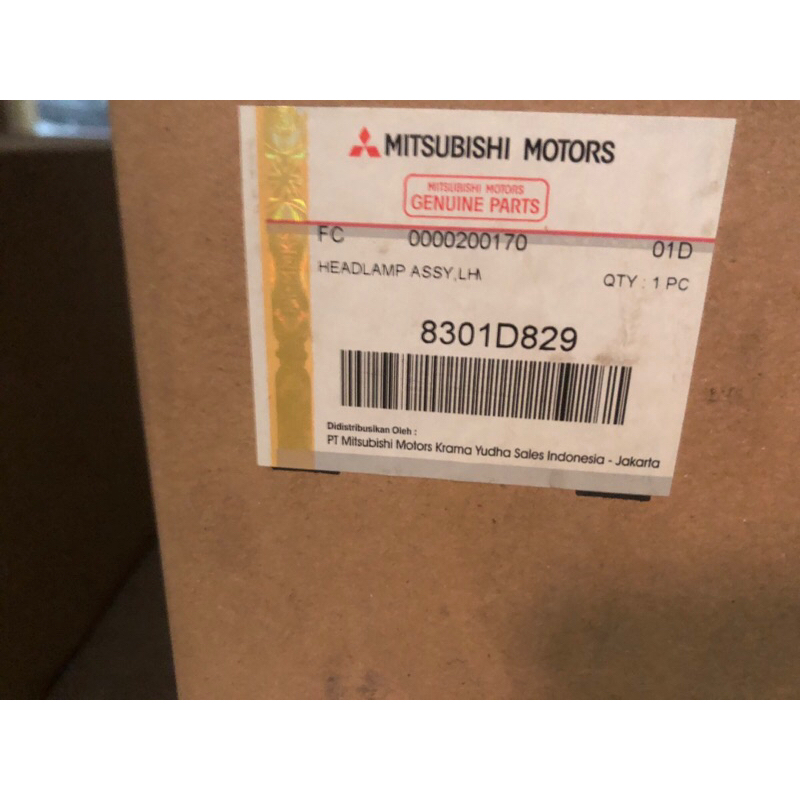 MITSUBISHI MOTORS
MITSUBISHI MOTORS
GENUINE PARTS
FC 0000200170 01D
HEADLAMP ASSY,LH
QTY : 1 PC
8301D829
Didistribusikan Oleh :
PT Mitsubishi Motors Krama Yudha Sales Indonesia - Jakarta